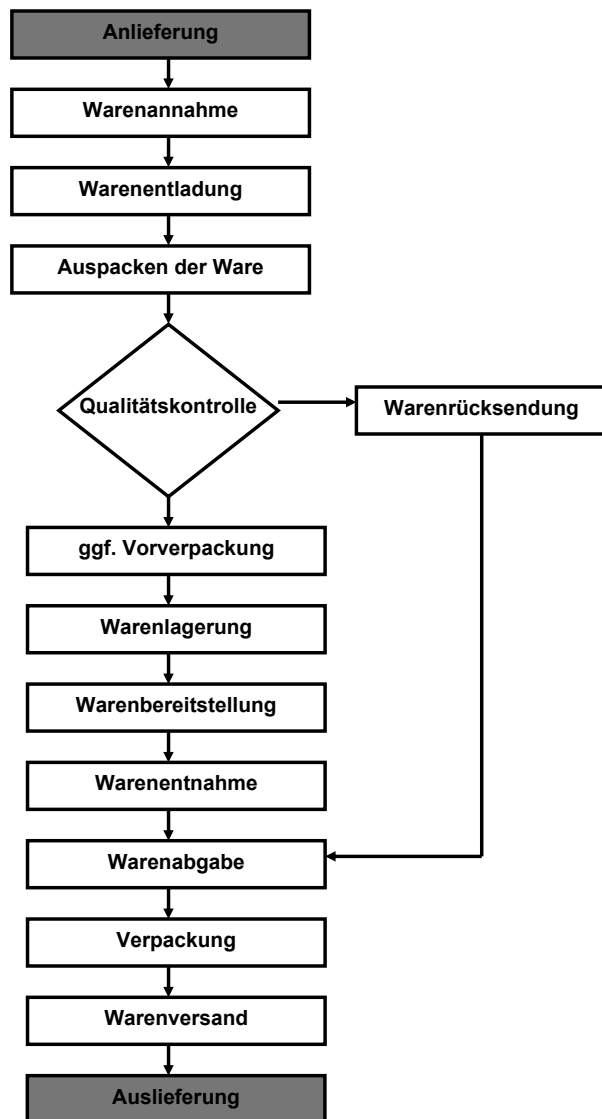 Anlieferung
Warenannahme
Warenentladung
Auspacken der Ware
Qualitätskontrolle
Warenrücksendung
ggf. Vorverpackung
Warenlagerung
Warenbereitstellung
Warenentnahme
Warenabgabe
Verpackung
Warenversand
Auslieferung